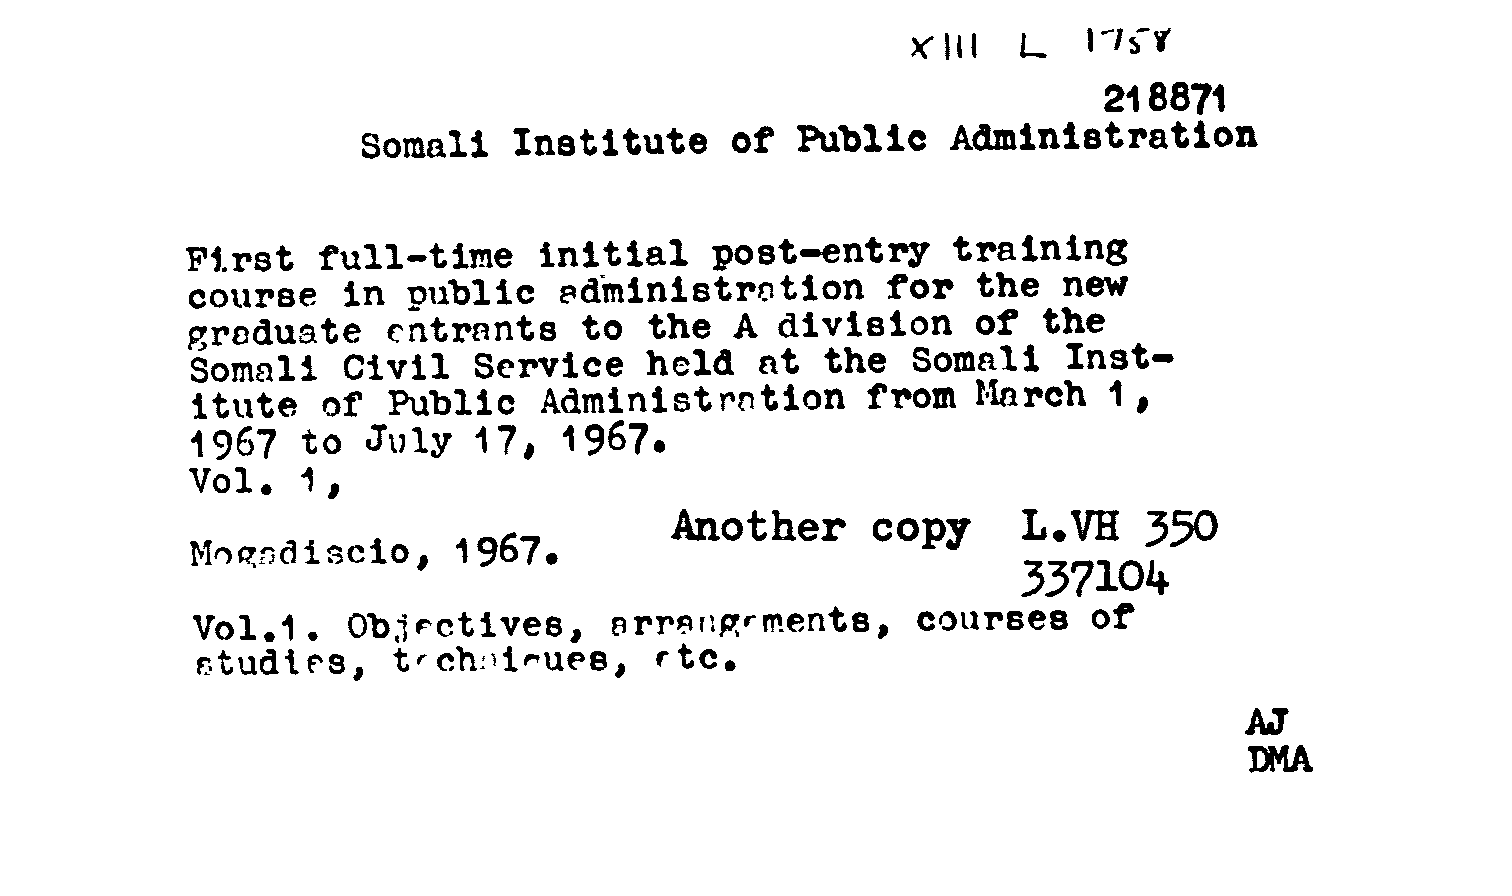 XIII L 1758
218871
Somali Institute of Public Administration
First full-time initial post-entry training
course in public administration for the new
graduate entrants to the A division of the
Somali Civil Service held at the Somali Inst-
itute of Public Administration from March 1,
1967 to July 17, 1967.
Vol. 1,
Another copy L.VH 350
Mogadiscio, 1967.
337104
Vol.1. Objectives, arrangements, courses of
studies, techniques, etc.
AJ
DMA